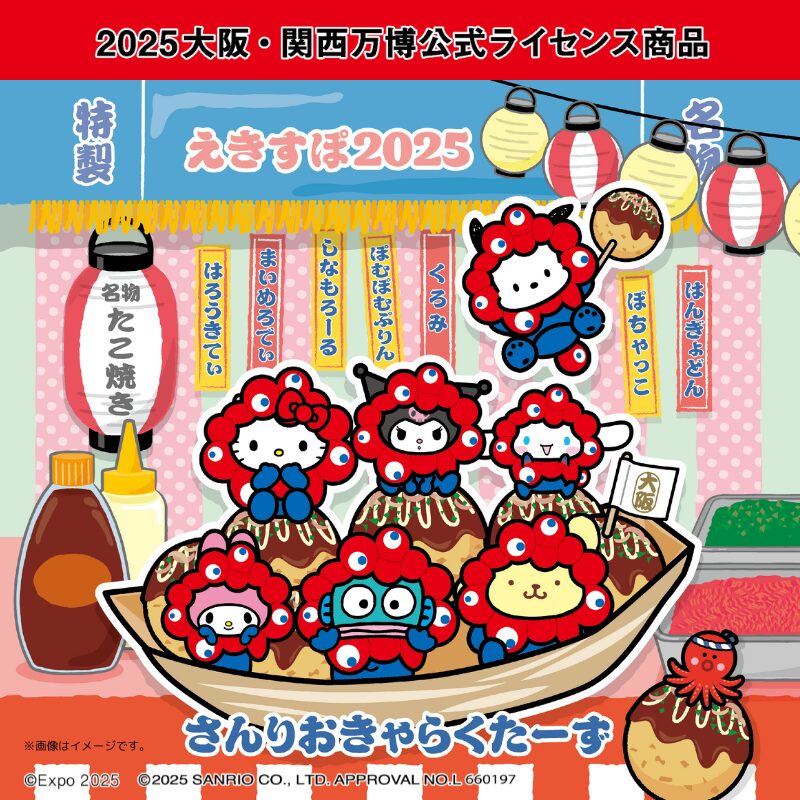 2025大阪・関西万博公式ライセンス商品
特製
えきすぽ2025
名物
名物
たこ焼き
はろうきてぃ
まいめろでぃ
しなもろーる
ぽむぽむぷりん
くろみ
ぽちゃっこ
はんぎょどん
大阪
さんりおきゃらくたーず
※画像はイメージです。
©Expo 2025 ©2025 SANRIO CO., LTD. APPROVAL NO.L 660197